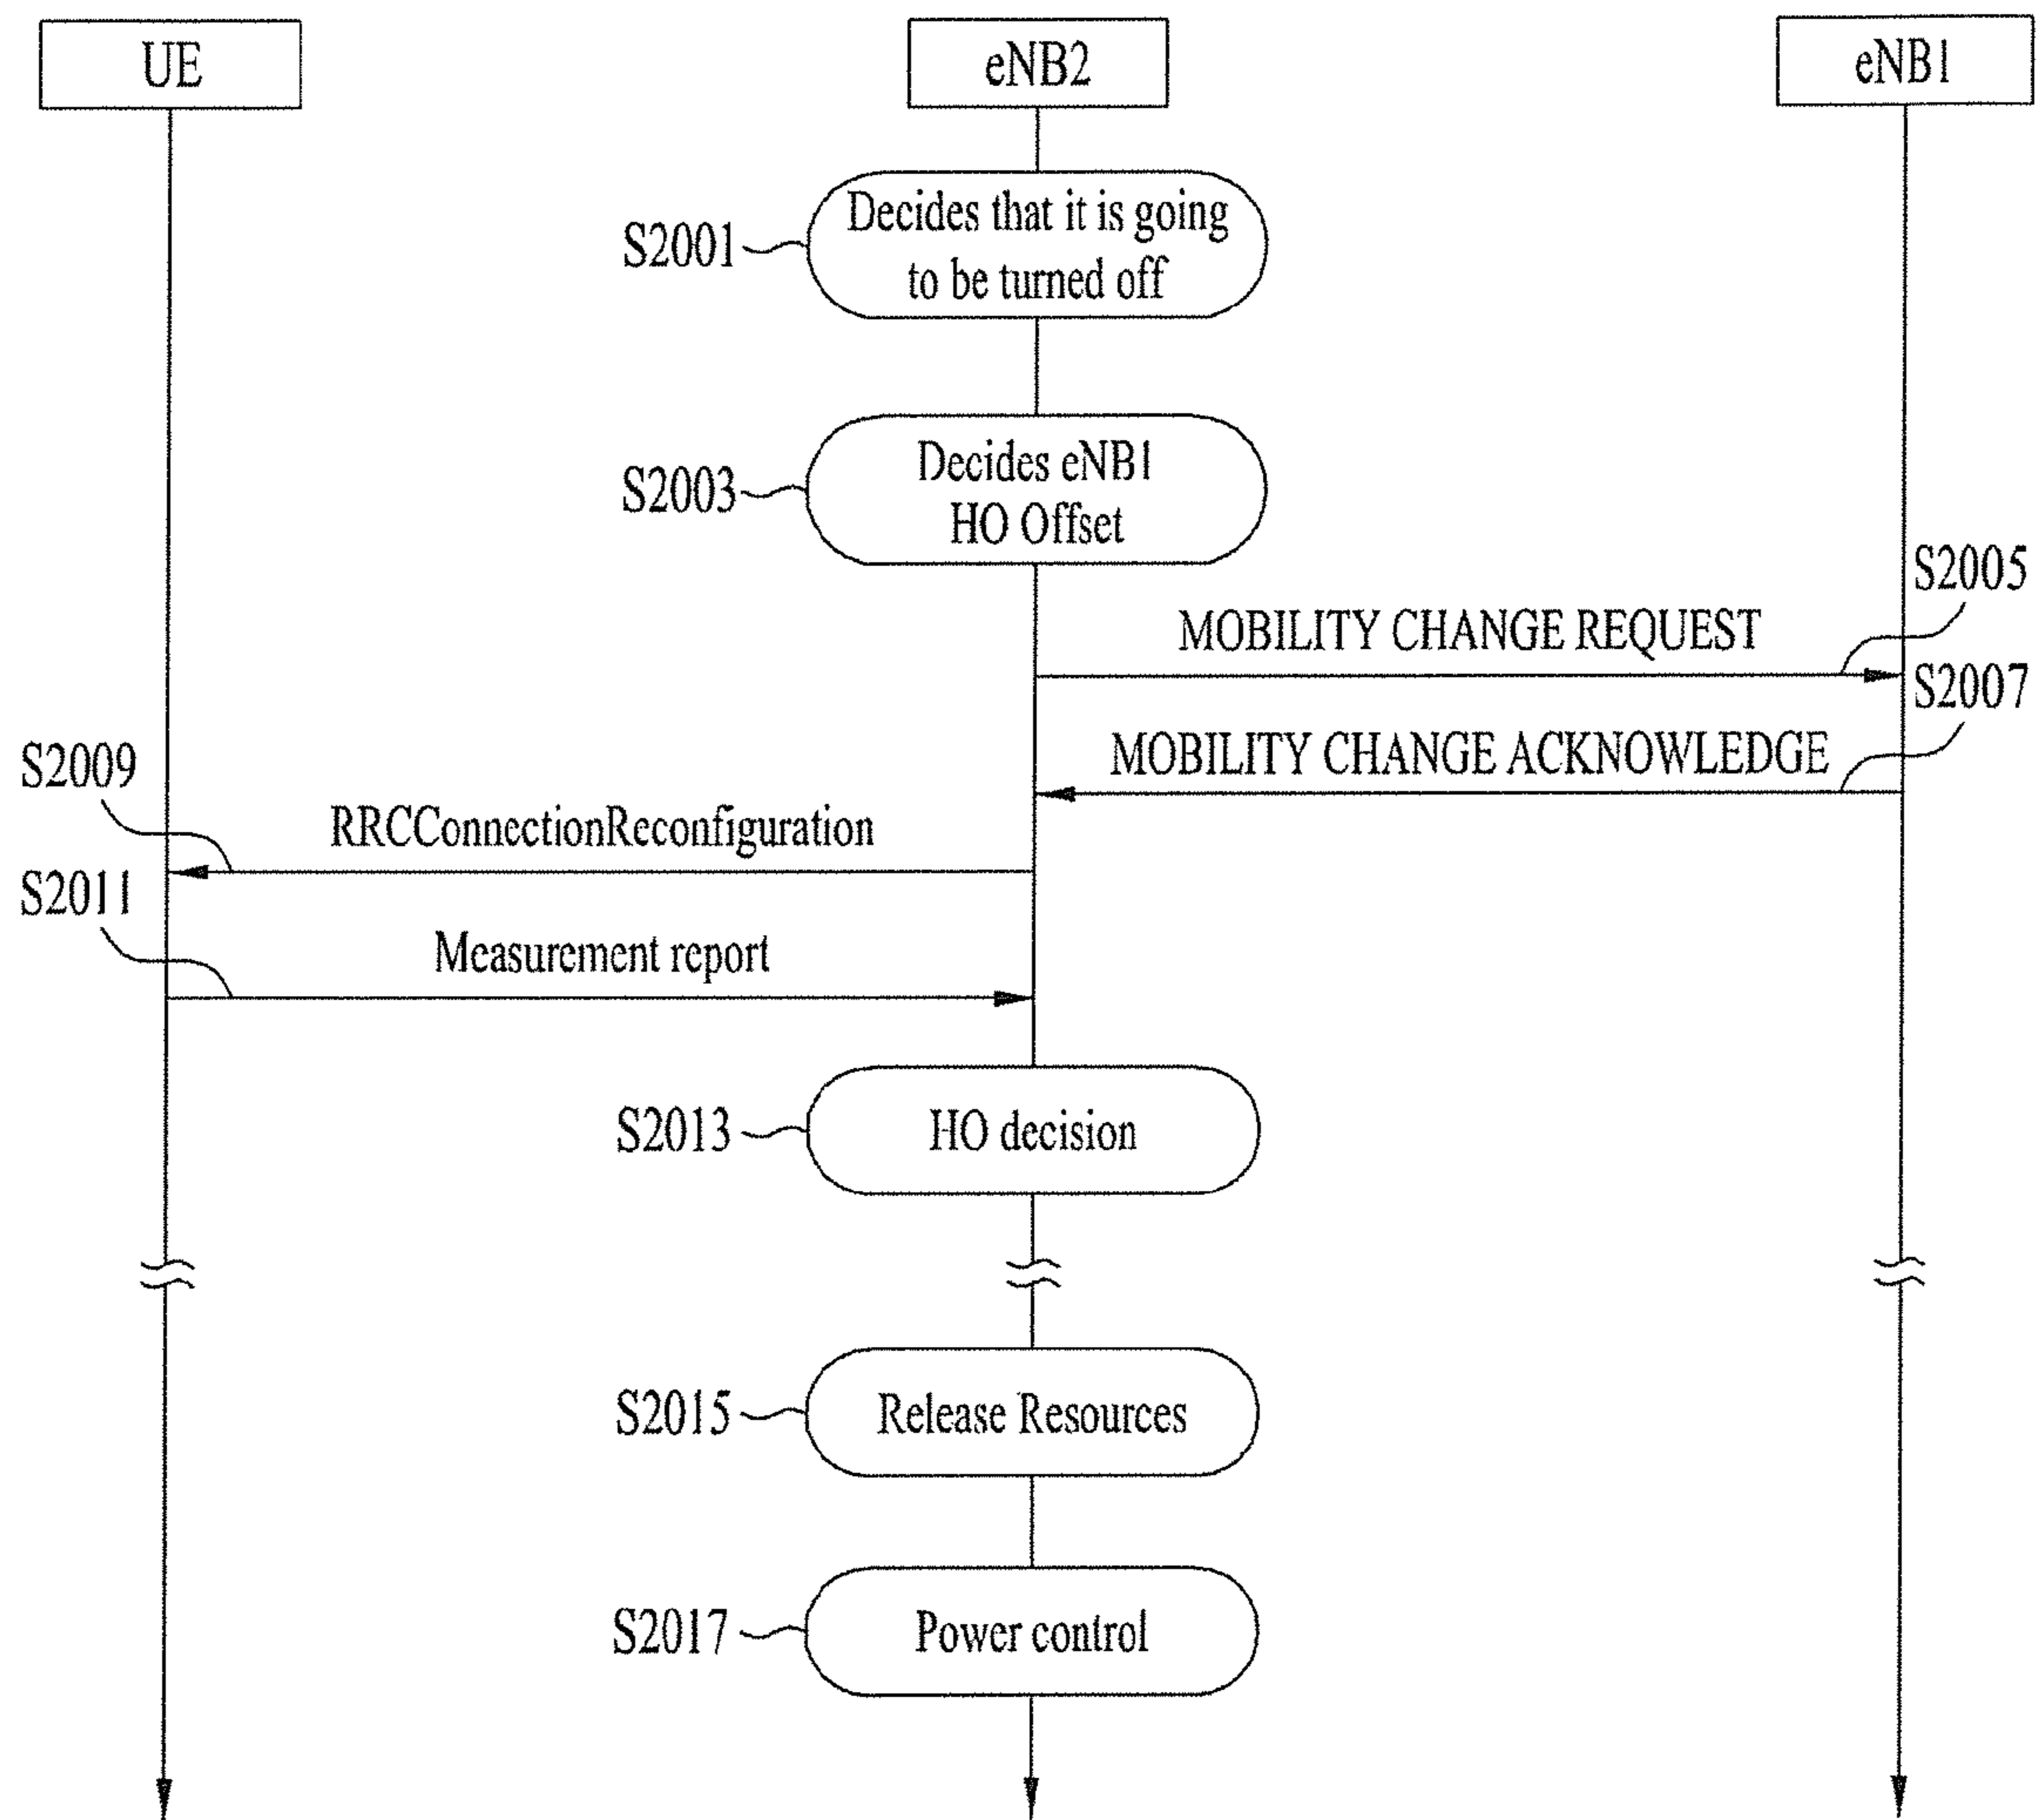 UE
eNB2
eNB1
S2001
Decides that it is going
to be turned off
S2003
Decides eNB1
HO Offset
S2005
MOBILITY CHANGE REQUEST
S2007
MOBILITY CHANGE ACKNOWLEDGE
S2009
RRCConnectionReconfiguration
S2011
Measurement report
S2013
HO decision
S2015
Release Resources
S2017
Power control